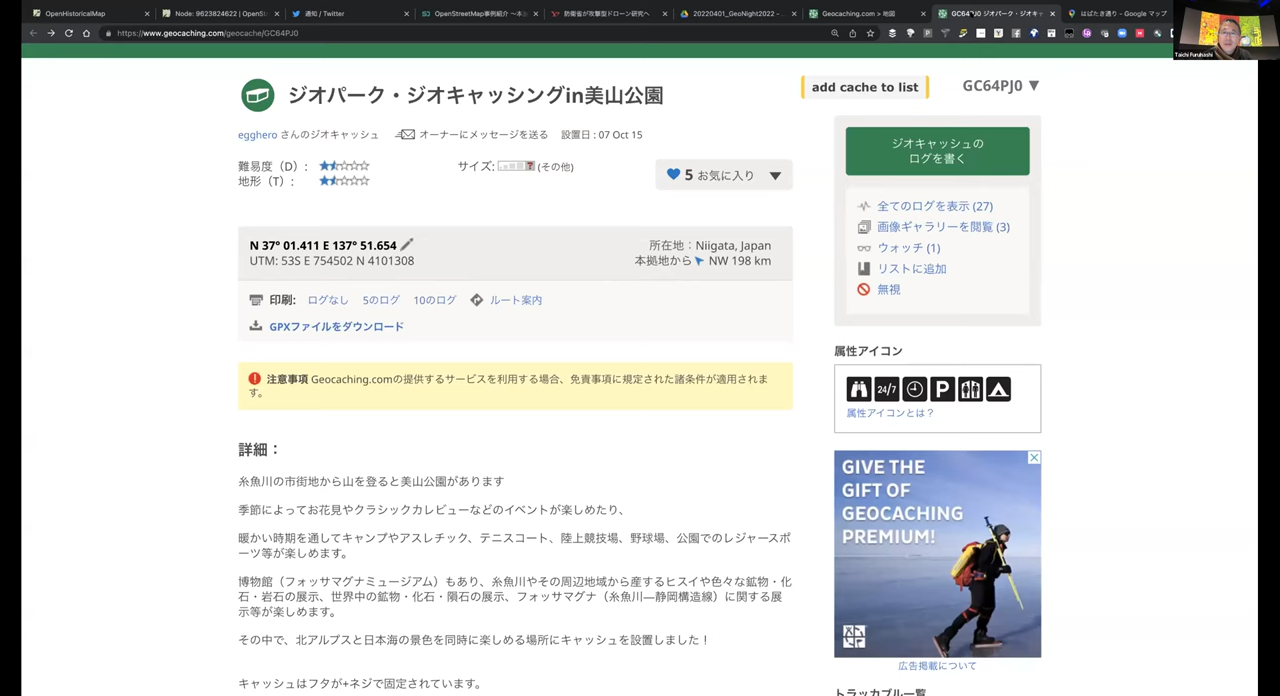 OpenHistoricalMap
Node: 9623824622 | OpenSt
通知 / Twitter
OpenStreetMap事例紹介 〜本
防衛省が攻撃型ドローン研究へ
20220401_GeoNight2022 -
Geocaching.com > 地図
GC64PJ0 ジオパーク・ジオキャッ
はばたき通り - Google マップ
https://www.geocaching.com/geocache/GC64PJ0
Taichi Furuhashi
ジオパーク・ジオキャッシングin美山公園
add cache to list
GC64PJ0 ▼
egghero さんのジオキャッシュ オーナーにメッセージを送る 設置日 : 07 Oct 15
難易度（D）:
地形（T）:
サイズ: (その他)
5 お気に入り
N 37° 01.411 E 137° 51.654
UTM: 53S E 754502 N 4101308
所在地：Niigata, Japan
本拠地から NW 198 km
印刷: ログなし 5のログ 10のログ ルート案内
GPXファイルをダウンロード
注意事項 Geocaching.comの提供するサービスを利用する場合、免責事項に規定された諸条件が適用されま
す。
詳細：
糸魚川の市街地から山を登ると美山公園があります
季節によってお花見やクラシックカレビューなどのイベントが楽しめたり、
暖かい時期を通してキャンプやアスレチック、テニスコート、陸上競技場、野球場、公園でのレジャースポ
ーツ等が楽しめます。
博物館（フォッサマグナミュージアム）もあり、糸魚川やその周辺地域から産するヒスイや色々な鉱物・化
石・岩石の展示、世界中の鉱物・化石・隕石の展示、フォッサマグナ（糸魚川―静岡構造線）に関する展
示等が楽しめます。
その中で、北アルプスと日本海の景色を同時に楽しめる場所にキャッシュを設置しました！
キャッシュはフタが+ネジで固定されています。
ジオキャッシュの
ログを書く
全てのログを表示 (27)
画像ギャラリーを閲覧 (3)
ウォッチ (1)
リストに追加
無視
属性アイコン
24/7
P
属性アイコンとは？
GIVE THE
GIFT OF
GEOCACHING
PREMIUM!
広告掲載について
トラッカブル一覧